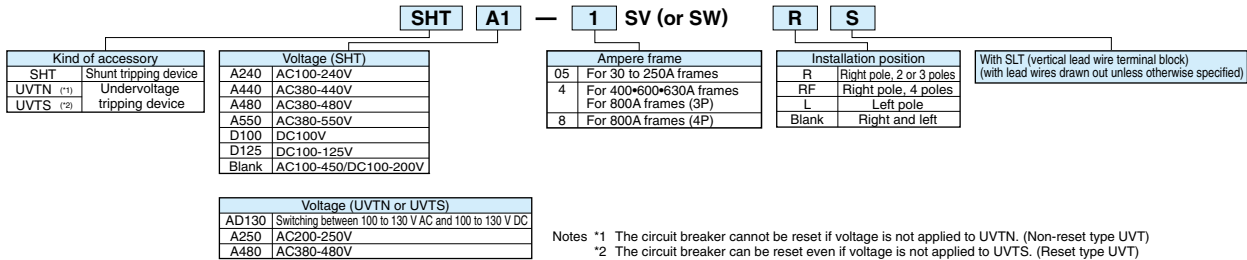 SHT A1 — 1 SV (or SW) R S
Kind of accessory
SHT Shunt tripping device
UVTN (*1) Undervoltage tripping device
UVTS (*2)
Voltage (SHT)
A240 AC100-240V
A440 AC380-440V
A480 AC380-480V
A550 AC380-550V
D100 DC100V
D125 DC100-125V
Blank AC100-450/DC100-200V
Ampere frame
05 For 30 to 250A frames
4 For 400•600•630A frames
For 800A frames (3P)
8 For 800A frames (4P)
Installation position
R Right pole, 2 or 3 poles
RF Right pole, 4 poles
L Left pole
Blank Right and left
With SLT (vertical lead wire terminal block)
(with lead wires drawn out unless otherwise specified)
Voltage (UVTN or UVTS)
AD130 Switching between 100 to 130 V AC and 100 to 130 V DC
A250 AC200-250V
A480 AC380-480V
Notes *1 The circuit breaker cannot be reset if voltage is not applied to UVTN. (Non-reset type UVT)
*2 The circuit breaker can be reset even if voltage is not applied to UVTS. (Reset type UVT)